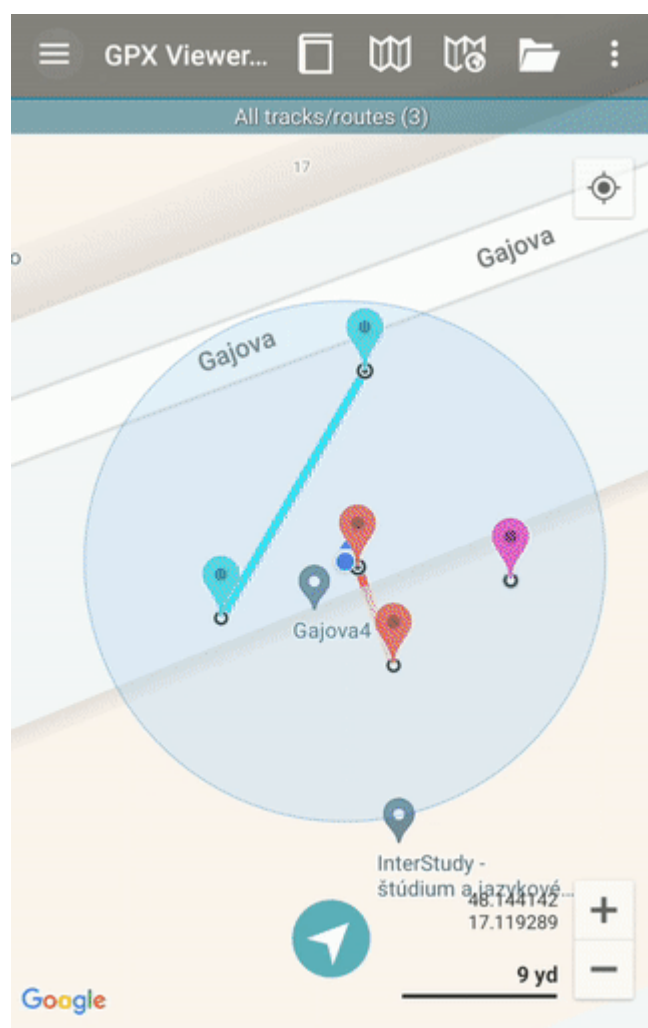 GPX Viewer...
All tracks/routes (3)
17
Gajova
o
Gajova
Gajova4
InterStudy -
štúdium a jazykové...
48.144142
17.119289
9 yd
Google